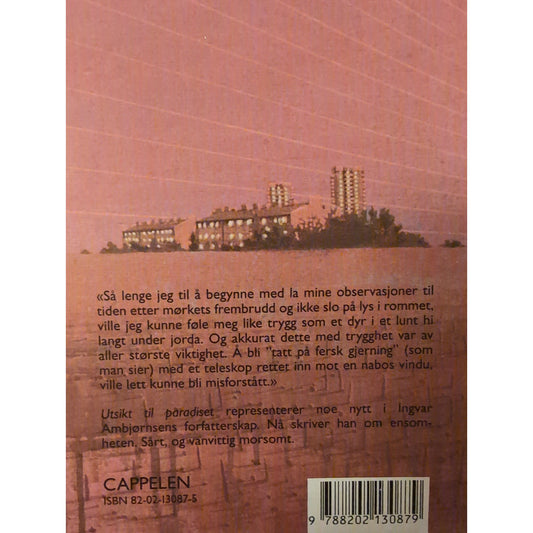 «Så lenge jeg til å begynne med la mine observasjoner til
tiden etter mørkets frembrudd og ikke slo på lys i rommet,
ville jeg kunne føle meg like trygg som et dyr i et lunt hi
langt under jorda. Og akkurat dette med trygghet var av
aller største viktighet. Å bli "tatt på fersk gjerning" (som
man sier) med et teleskop rettet inn mot en nabos vindu,
ville lett kunne bli misforstått.»
Utsikt til paradiset representerer noe nytt i Ingvar
Ambjørnsens forfatterskap. Nå skriver han om ensom-
heten. Sårt, og vanvittig morsomt.
CAPPELEN
ISBN 82-02-13087-5
9 788202 130879